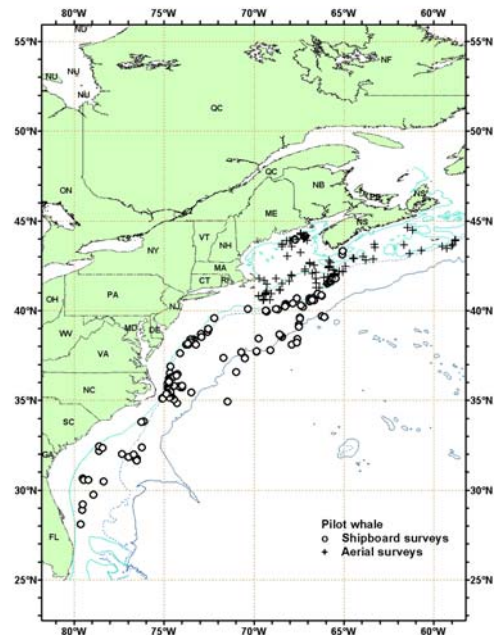 80°W 75°W 70°W 65°W 60°W
55°N 55°N
50°N 50°N
45°N 45°N
40°N 40°N
35°N 35°N
30°N 30°N
25°N 25°N
80°W 75°W 70°W 65°W 60°W
NU
NU
NU
NU
NF
QC
ON
QC
NB
PE
NS
ME
NS
VT
NH
NY
MA
CT
RI
PA
NJ
OH
MD
DE
WV
VA
NC
SC
GA
FL
Pilot whale
o Shipboard surveys
+ Aerial surveys